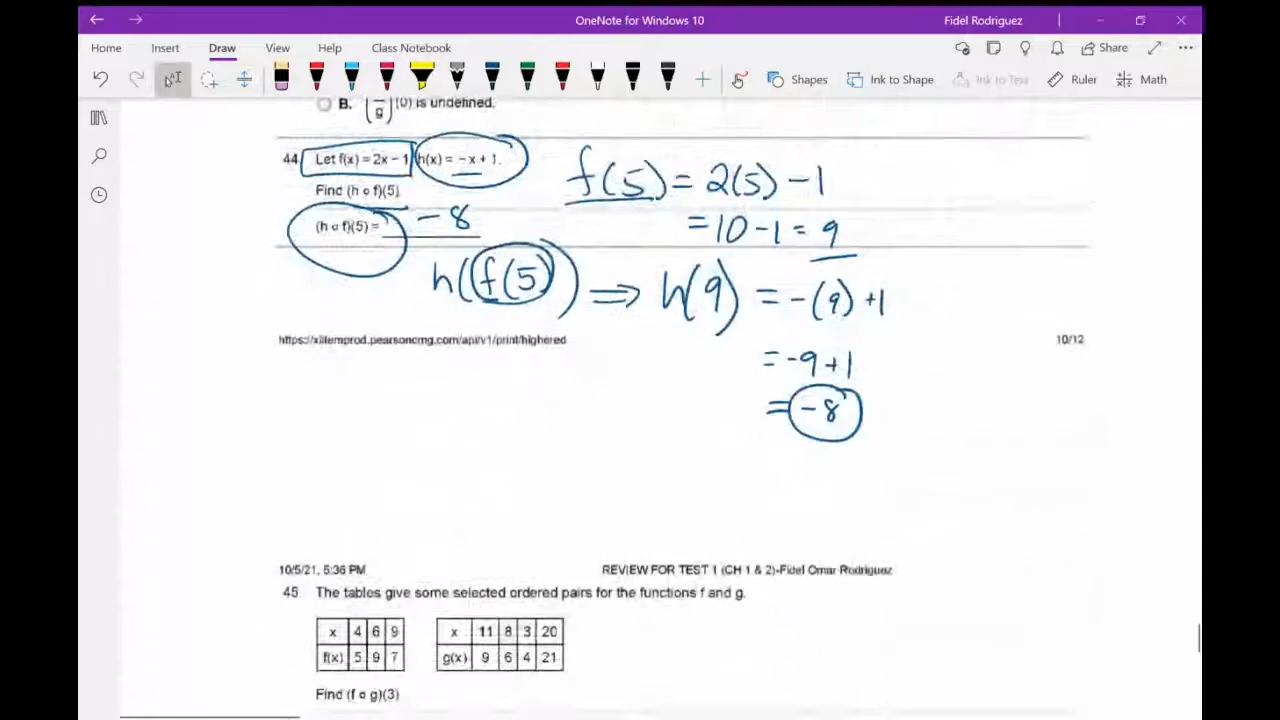 OneNote for Windows 10
Fidel Rodriguez
Home Insert Draw View Help Class Notebook
Share
Shapes Ink to Shape Ink to Text Ruler Math
B. g (0) is undefined.
44. Let f(x) = 2x − 1, h(x) = −x + 1.
Find (h ∘ f)(5)
(h ∘ f)(5) = −8
f(5) = 2(5) − 1
= 10 − 1 = 9
h(f(5)) ⇒ h(9) = −(9) + 1
= −9 + 1
= −8
https://xlitemprod.pearsoncmg.com/api/v1/print/highered 10/12
10/5/21, 5:36 PM REVIEW FOR TEST 1 (CH 1 & 2)-Fidel Omar Rodriguez
45. The tables give some selected ordered pairs for the functions f and g.
x 4 6 9
f(x) 5 9 7
x 11 8 3 20
g(x) 9 6 4 21
Find (f ∘ g)(3)